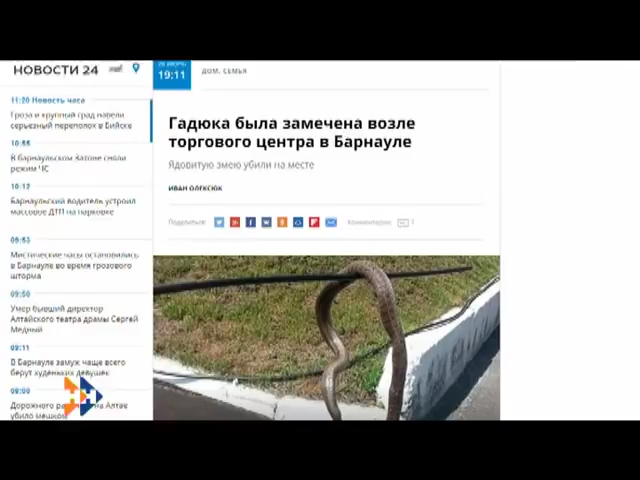 НОВОСТИ 24
11:20 Новость часа
Гроза и крупный град навели
серьезный переполох в Бийске
10:55
В барнаульском Затоне сняли
режим ЧС
10:12
Барнаульский водитель устроил
массовое ДТП на парковке
09:53
Мистические часы остановились
в Барнауле во время грозового
шторма
09:50
Умер бывший директор
Алтайского театра драмы Сергей
Медный
09:11
В Барнауле замуж чаще всего
берут худеньких девушек
09:00
Дорожного на Алтае
убило мешком
19:11
ДОМ. СЕМЬЯ
Гадюка была замечена возле
торгового центра в Барнауле
Ядовитую змею убили на месте
ИВАН ОЛЕКСЮК
Поделиться:
Комментарии: